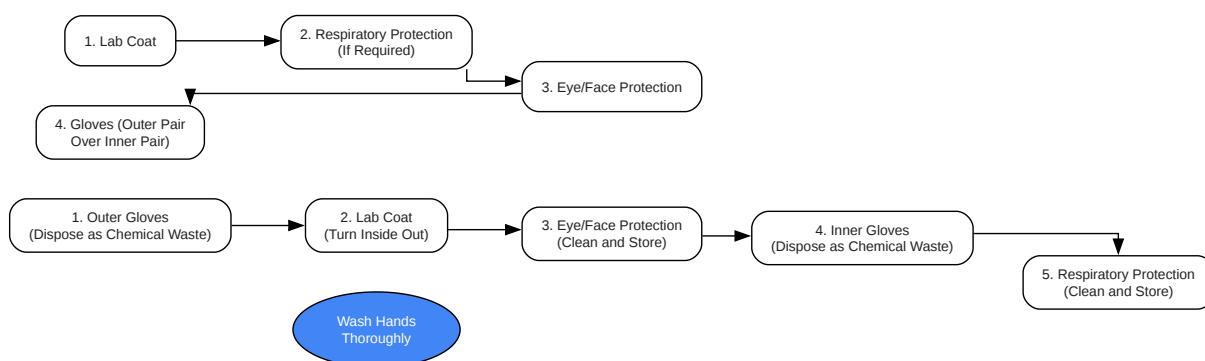 1. Lab Coat
2. Respiratory Protection
(If Required)
3. Eye/Face Protection
4. Gloves (Outer Pair
Over Inner Pair)
1. Outer Gloves
(Dispose as Chemical Waste)
2. Lab Coat
(Turn Inside Out)
3. Eye/Face Protection
(Clean and Store)
4. Inner Gloves
(Dispose as Chemical Waste)
5. Respiratory Protection
(Clean and Store)
Wash Hands
Thoroughly